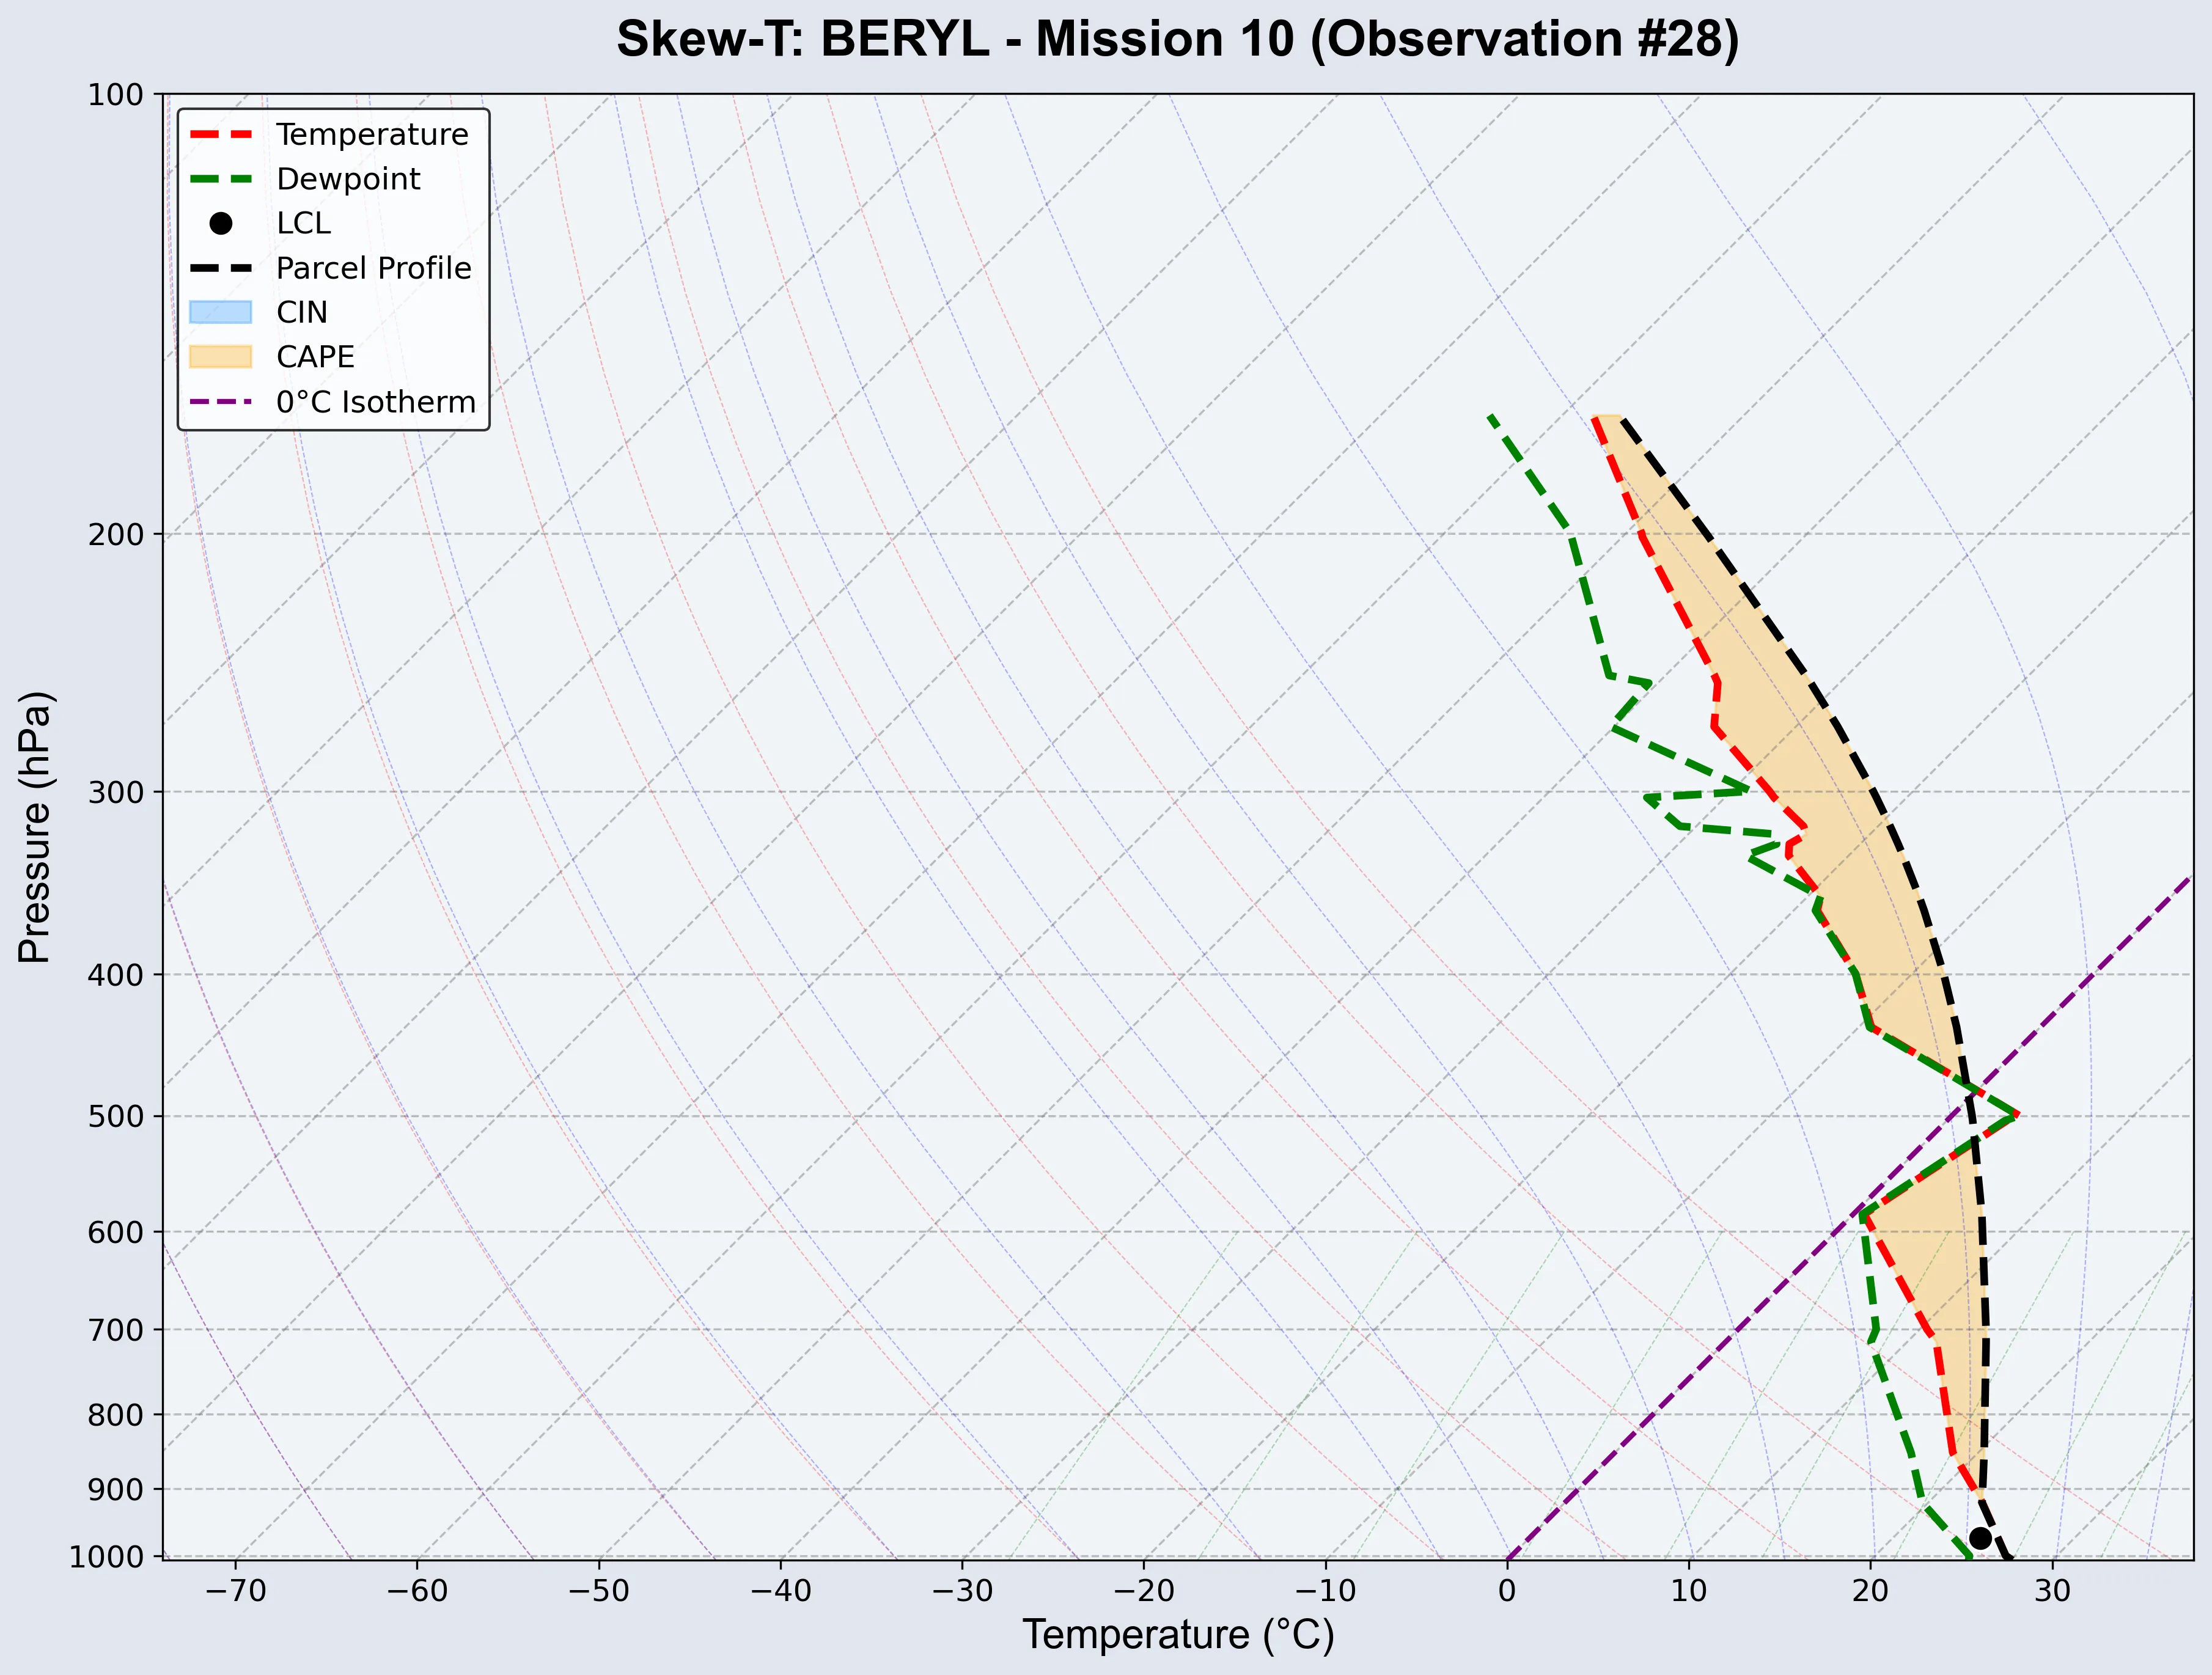 Skew-T: BERYL - Mission 10 (Observation #28)
Temperature
Dewpoint
LCL
Parcel Profile
CIN
CAPE
0°C Isotherm
Pressure (hPa)
100
200
300
400
500
600
700
800
900
1000
−70 −60 −50 −40 −30 −20 −10 0 10 20 30
Temperature (°C)